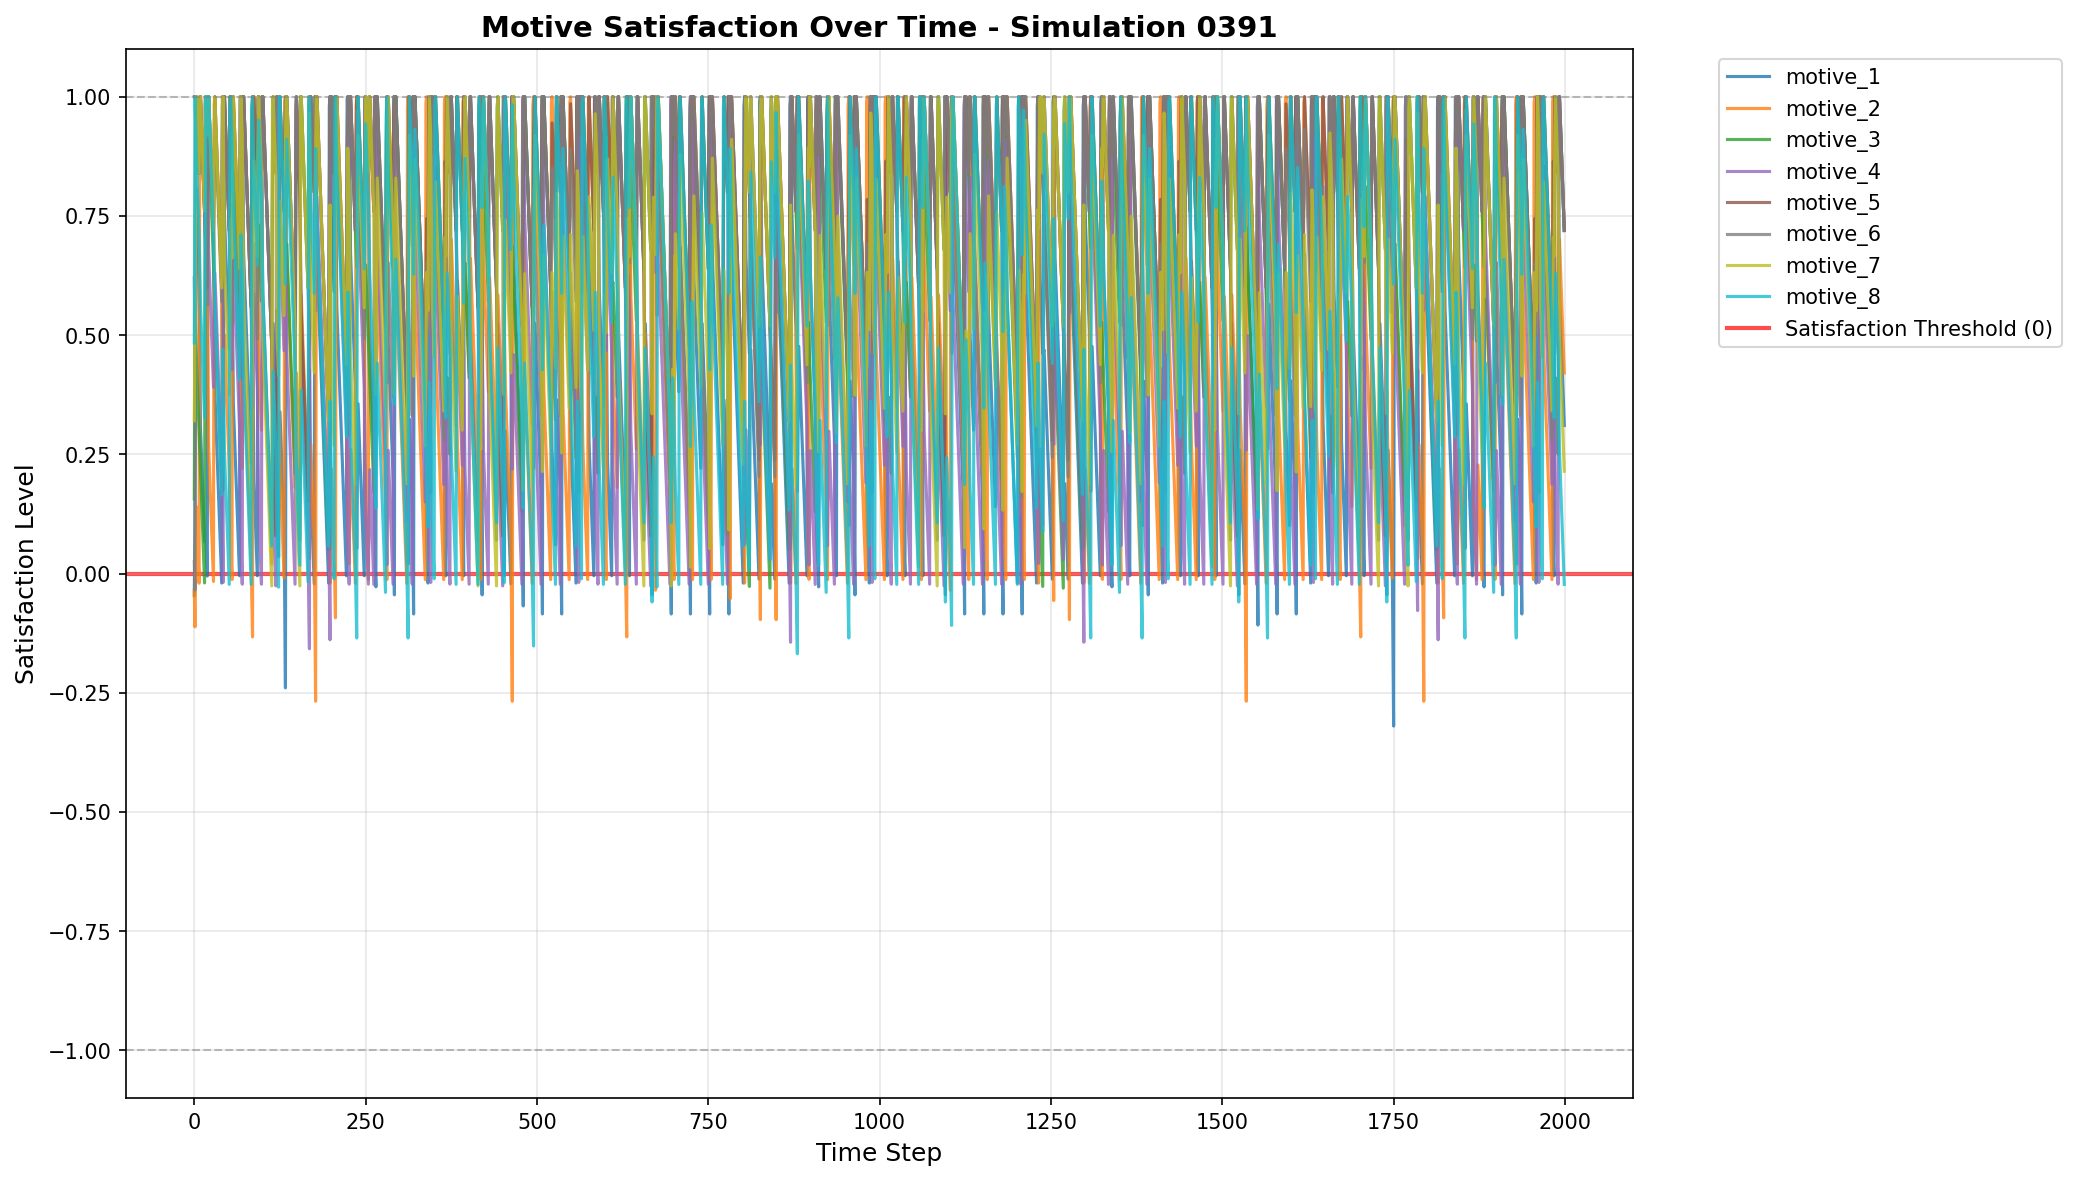 Motive Satisfaction Over Time - Simulation 0391
Satisfaction Level
1.00
0.75
0.50
0.25
0.00
−0.25
−0.50
−0.75
−1.00
0
250
500
750
1000
1250
1500
1750
2000
Time Step
motive_1
motive_2
motive_3
motive_4
motive_5
motive_6
motive_7
motive_8
Satisfaction Threshold (0)